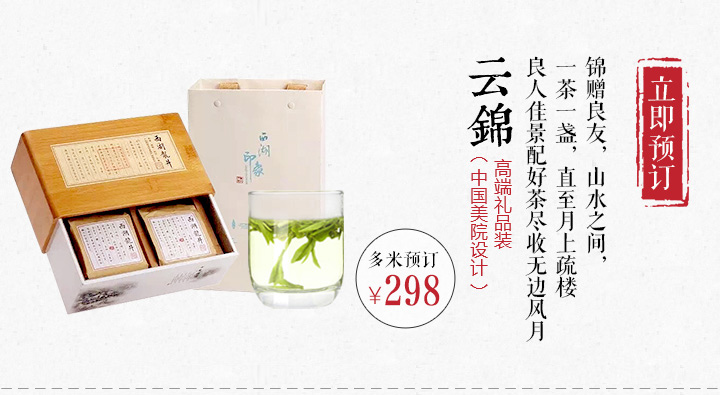 立即预订
锦赠良友，山水之间，
一茶一盏，直至月上疏楼
良人佳景配好茶尽收无边风月
云錦
高端礼品装
（中国美院设计）
多米预订
¥298
西湖印象
西湖龍井
西湖龍井
西湖龍井